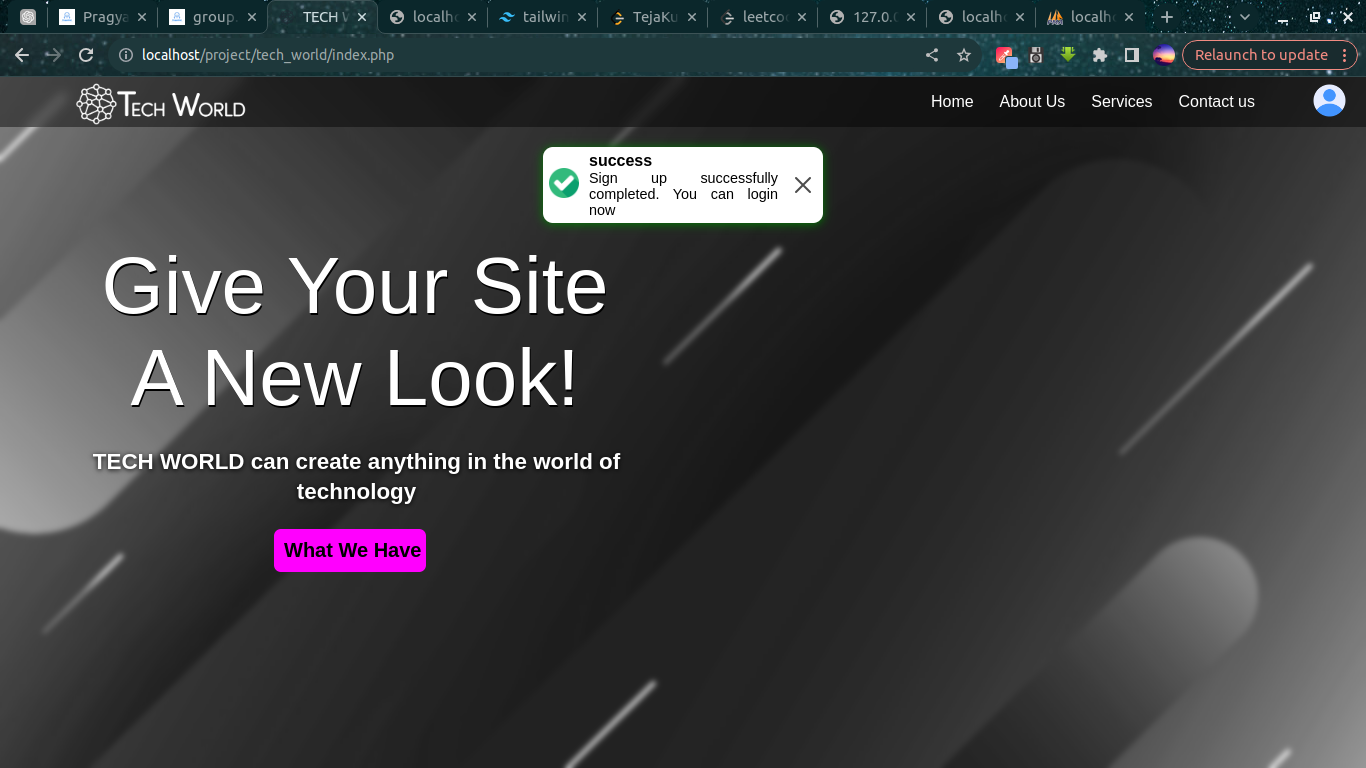 Pragya
group.
TECH W
localho
tailwin
TejaKu
leetcod
127.0.0
localho
localho
localhost/project/tech_world/index.php
Relaunch to update
TECH WORLD
Home
About Us
Services
Contact us
success
Sign up successfully
completed. You can login
now
Give Your Site
A New Look!
TECH WORLD can create anything in the world of
technology
What We Have